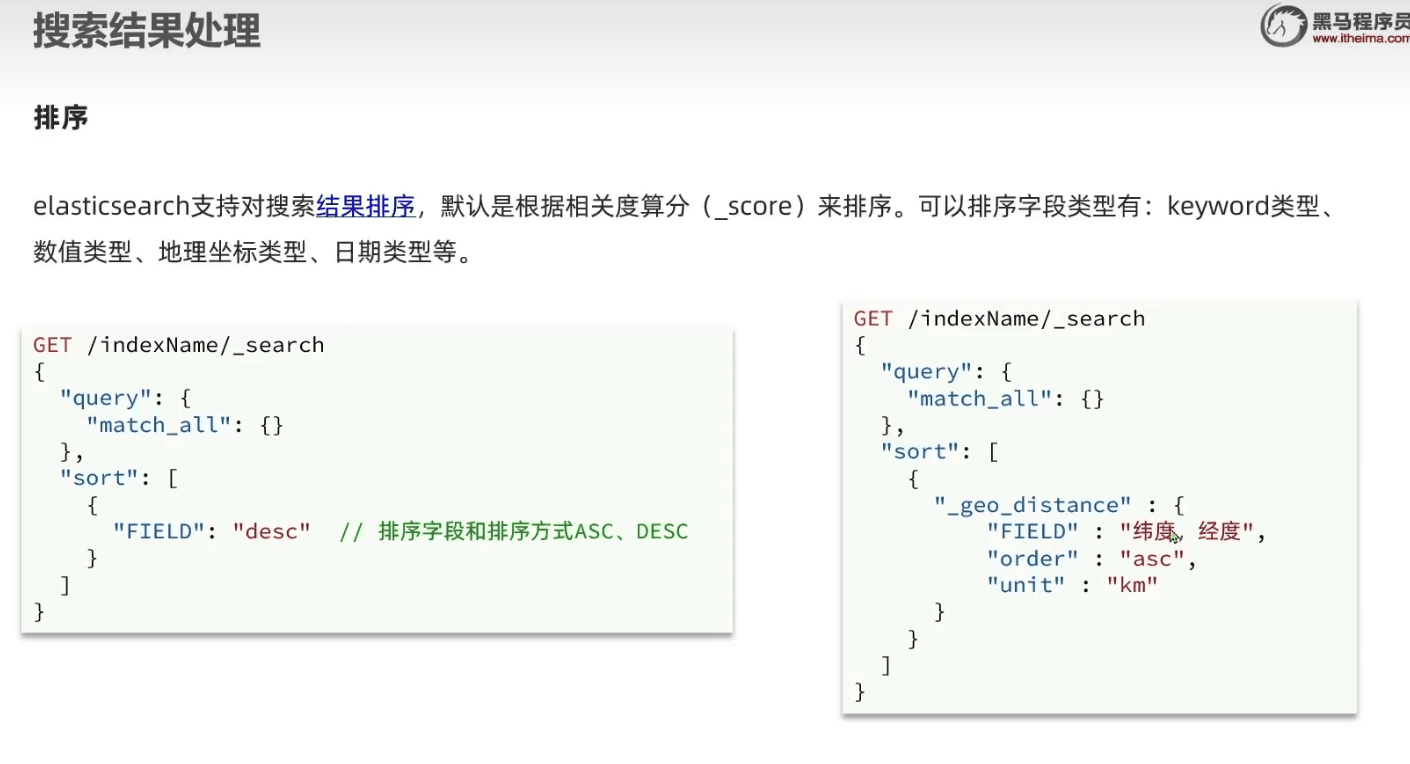 搜索结果处理
黑马程序员
www.itheima.com
排序
elasticsearch支持对搜索结果排序，默认是根据相关度算分（_score）来排序。可以排序字段类型有：keyword类型、
数值类型、地理坐标类型、日期类型等。
GET /indexName/_search
{
  "query": {
    "match_all": {}
  },
  "sort": [
    {
      "FIELD": "desc"  // 排序字段和排序方式ASC、DESC
    }
  ]
}
GET /indexName/_search
{
  "query": {
    "match_all": {}
  },
  "sort": [
    {
      "_geo_distance" : {
          "FIELD" : "纬度，经度",
          "order" : "asc",
          "unit" : "km"
      }
    }
  ]
}